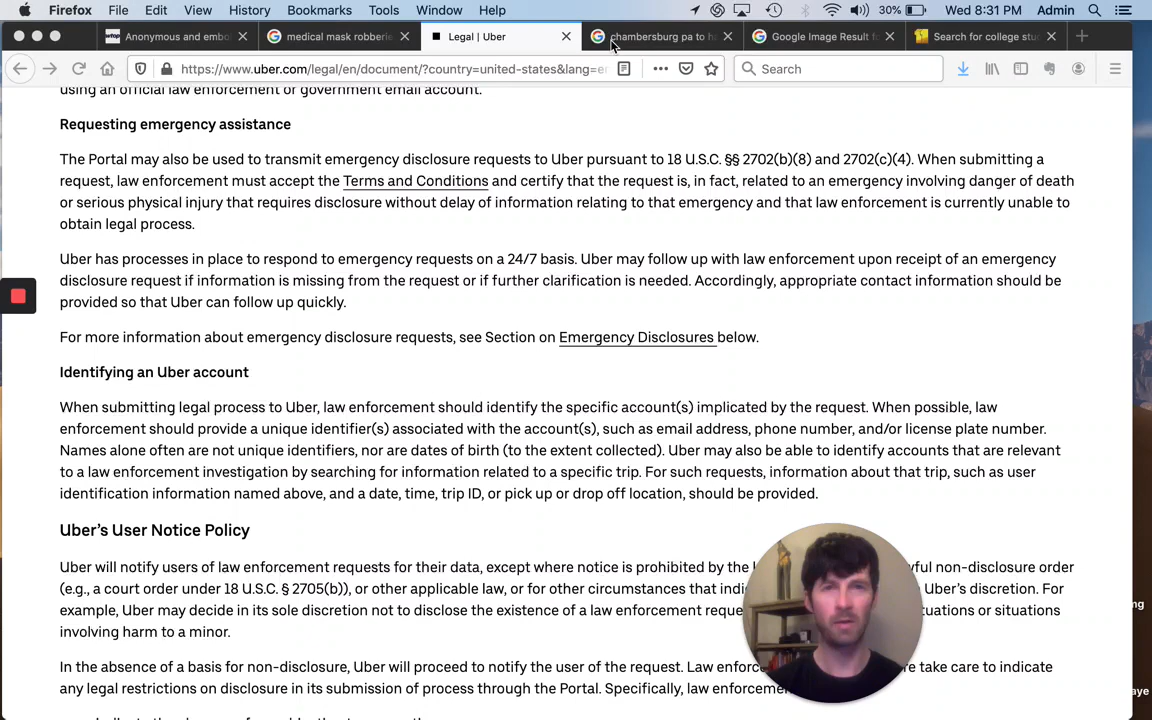 Firefox File Edit View History Bookmarks Tools Window Help 30% Wed 8:31 PM Admin
wtop Anonymous and embol medical mask robberie Legal | Uber chambersburg pa to ha Google Image Result f Search for college stu
https://www.uber.com/legal/en/document/?country=united-states&lang=e Search
using an official law enforcement or government email account.
Requesting emergency assistance
The Portal may also be used to transmit emergency disclosure requests to Uber pursuant to 18 U.S.C. §§ 2702(b)(8) and 2702(c)(4). When submitting a
request, law enforcement must accept the Terms and Conditions and certify that the request is, in fact, related to an emergency involving danger of death
or serious physical injury that requires disclosure without delay of information relating to that emergency and that law enforcement is currently unable to
obtain legal process.
Uber has processes in place to respond to emergency requests on a 24/7 basis. Uber may follow up with law enforcement upon receipt of an emergency
disclosure request if information is missing from the request or if further clarification is needed. Accordingly, appropriate contact information should be
provided so that Uber can follow up quickly.
For more information about emergency disclosure requests, see Section on Emergency Disclosures below.
Identifying an Uber account
When submitting legal process to Uber, law enforcement should identify the specific account(s) implicated by the request. When possible, law
enforcement should provide a unique identifier(s) associated with the account(s), such as email address, phone number, and/or license plate number.
Names alone often are not unique identifiers, nor are dates of birth (to the extent collected). Uber may also be able to identify accounts that are relevant
to a law enforcement investigation by searching for information related to a specific trip. For such requests, information about that trip, such as user
identification information named above, and a date, time, trip ID, or pick up or drop off location, should be provided.
Uber's User Notice Policy
Uber will notify users of law enforcement requests for their data, except where notice is prohibited by the ful non-disclosure order
(e.g., a court order under 18 U.S.C. § 2705(b)), or other applicable law, or for other circumstances that indi Uber's discretion. For
example, Uber may decide in its sole discretion not to disclose the existence of a law enforcement reque tuations or situations
involving harm to a minor.
In the absence of a basis for non-disclosure, Uber will proceed to notify the user of the request. Law enforc re take care to indicate
any legal restrictions on disclosure in its submission of process through the Portal. Specifically, law enforceme
ng
aye